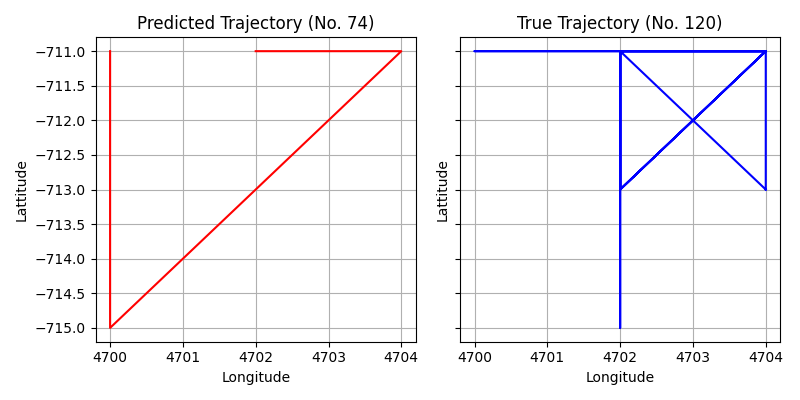 Predicted Trajectory (No. 74)
True Trajectory (No. 120)
−711.0
−711.5
−712.0
−712.5
−713.0
−713.5
−714.0
−714.5
−715.0
Lattitude
Lattitude
4700 4701 4702 4703 4704
4700 4701 4702 4703 4704
Longitude
Longitude